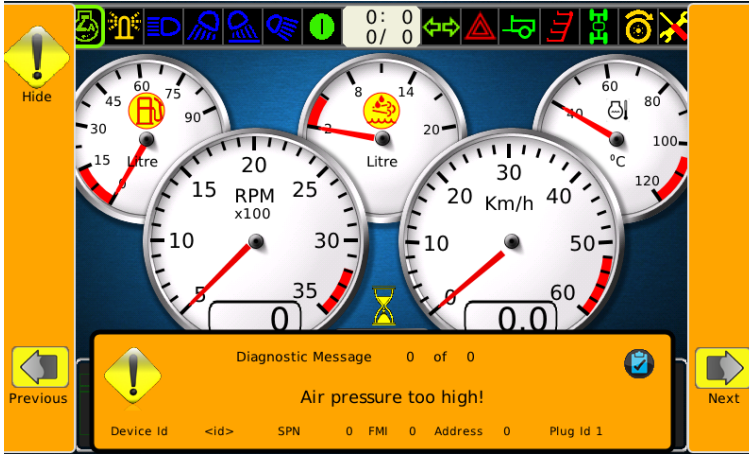 0: 0
0/ 0
A
Hide
45 60 75
30 90
15 Litre
0
8 14
2 20
Litre
60
40 80
100
°C
120
20
15 RPM 25
x100
10 30
5 35
0
30
20 Km/h 40
10 50
0 60
0.0
Diagnostic Message 0 of 0
Air pressure too high!
Device Id <id> SPN 0 FMI 0 Address 0 Plug Id 1
Previous
Next